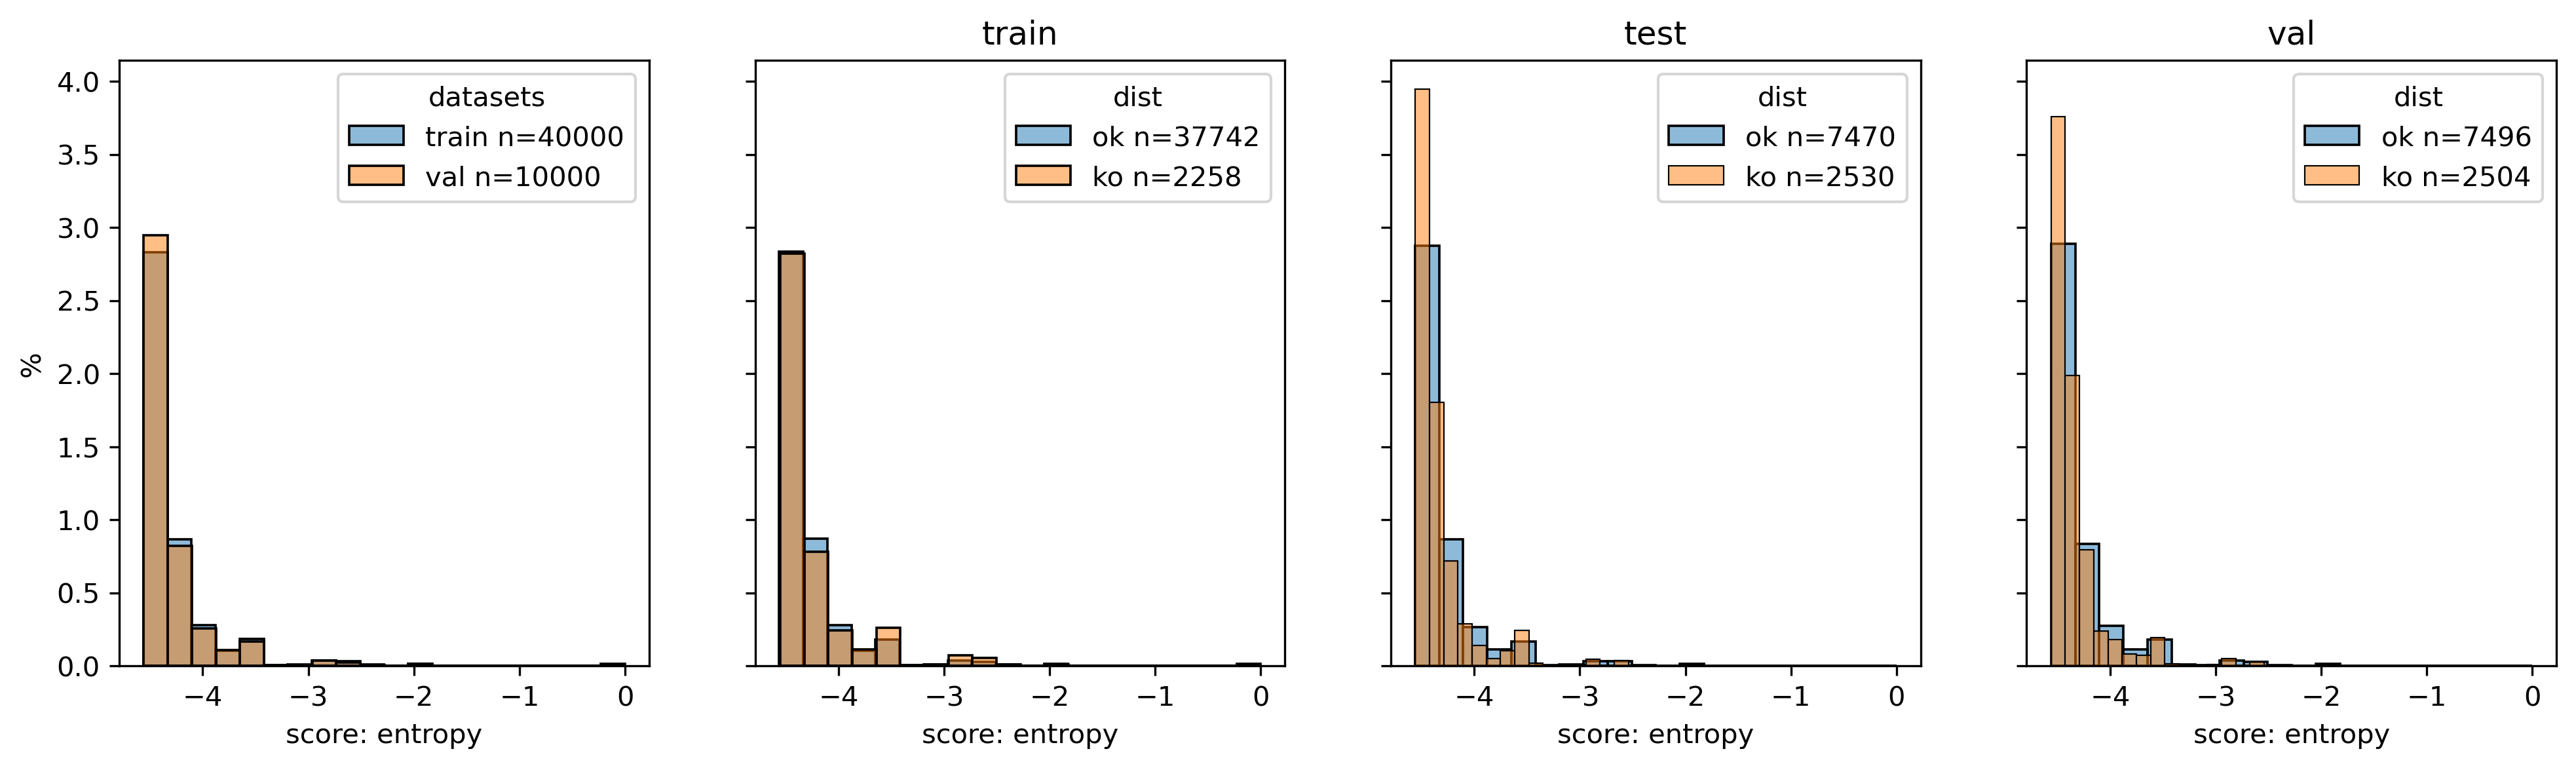 train
test
val
datasets
train n=40000
val n=10000
dist
ok n=37742
ko n=2258
dist
ok n=7470
ko n=2530
dist
ok n=7496
ko n=2504
4.0
3.5
3.0
2.5
2.0
1.5
1.0
0.5
0.0
%
−4 −3 −2 −1 0
−4 −3 −2 −1 0
−4 −3 −2 −1 0
−4 −3 −2 −1 0
score: entropy
score: entropy
score: entropy
score: entropy